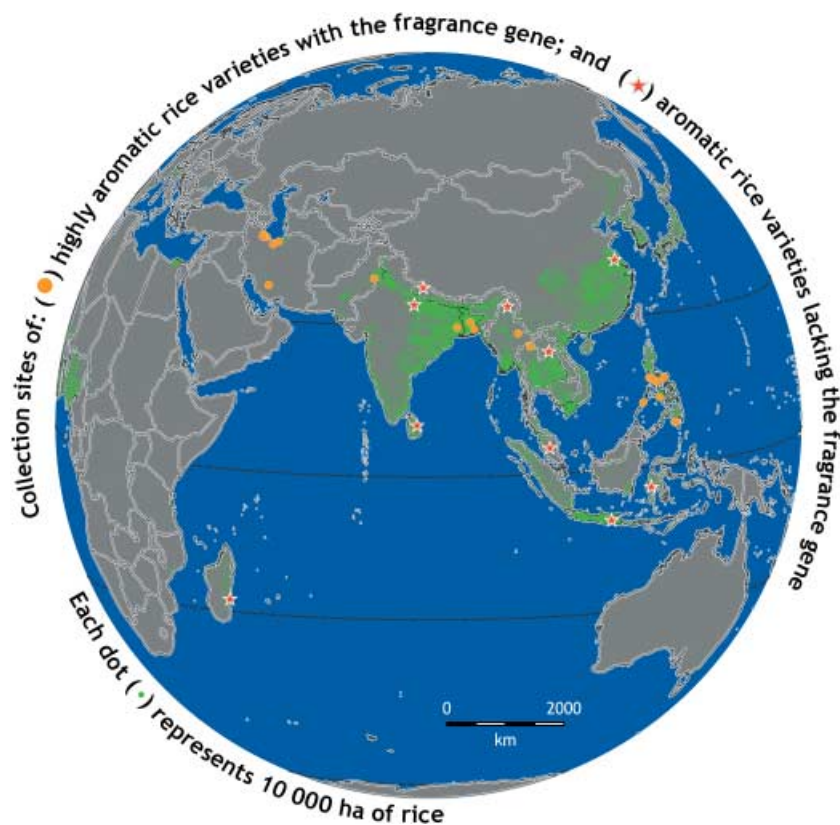 Collection sites of: (●) highly aromatic rice varieties with the fragrance gene; and (★) aromatic rice varieties lacking the fragrance gene
Each dot (•) represents 10 000 ha of rice
0 2000
km